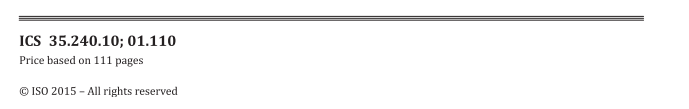 ICS  35.240.10; 01.110
Price based on 111 pages
© ISO 2015 – All rights reserved